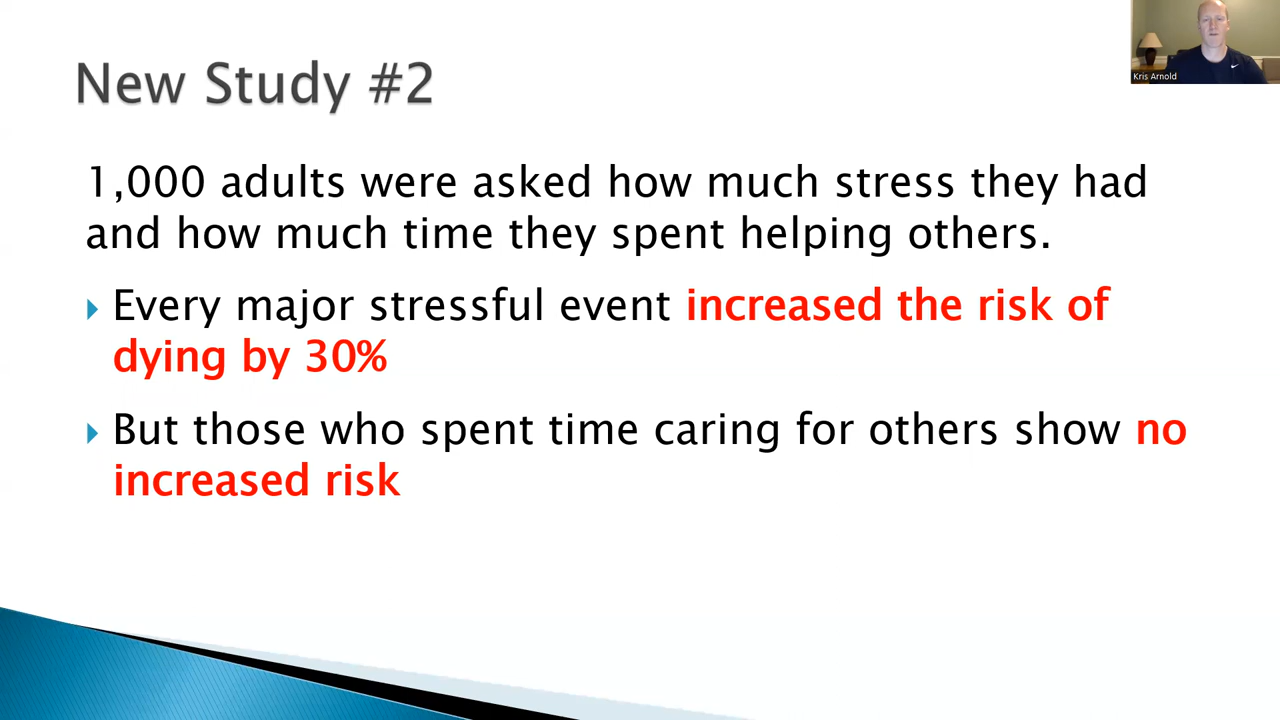 New Study #2
Kris Arnold
1,000 adults were asked how much stress they had
and how much time they spent helping others.
Every major stressful event increased the risk of
dying by 30%
But those who spent time caring for others show no
increased risk